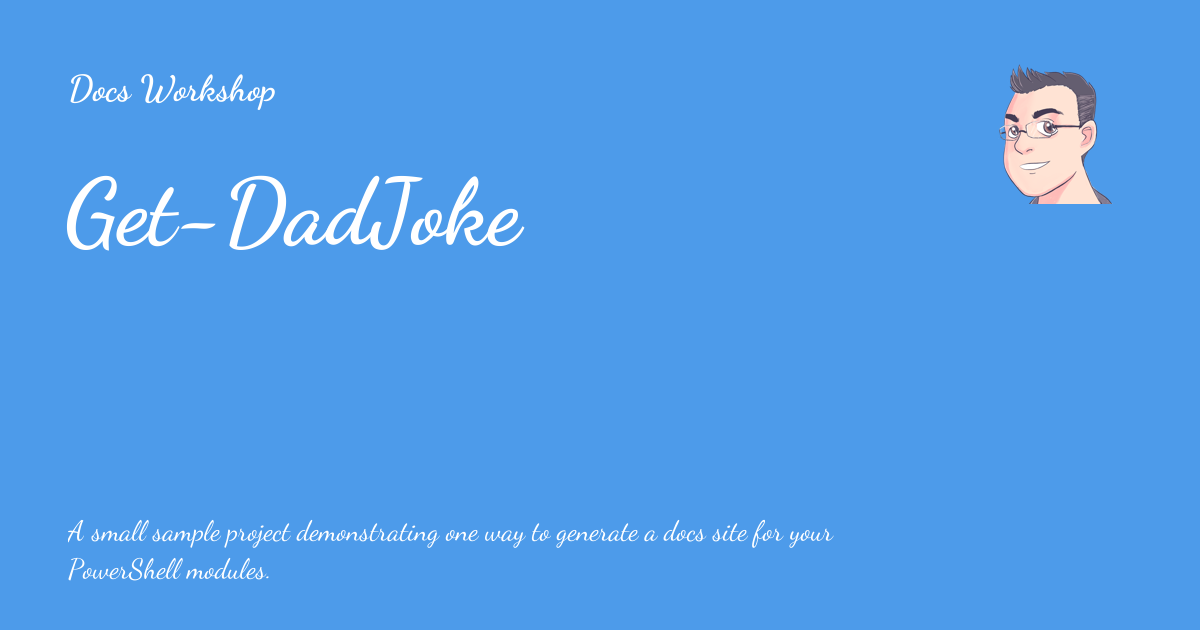 Docs Workshop
Get-DadJoke
A small sample project demonstrating one way to generate a docs site for your
PowerShell modules.